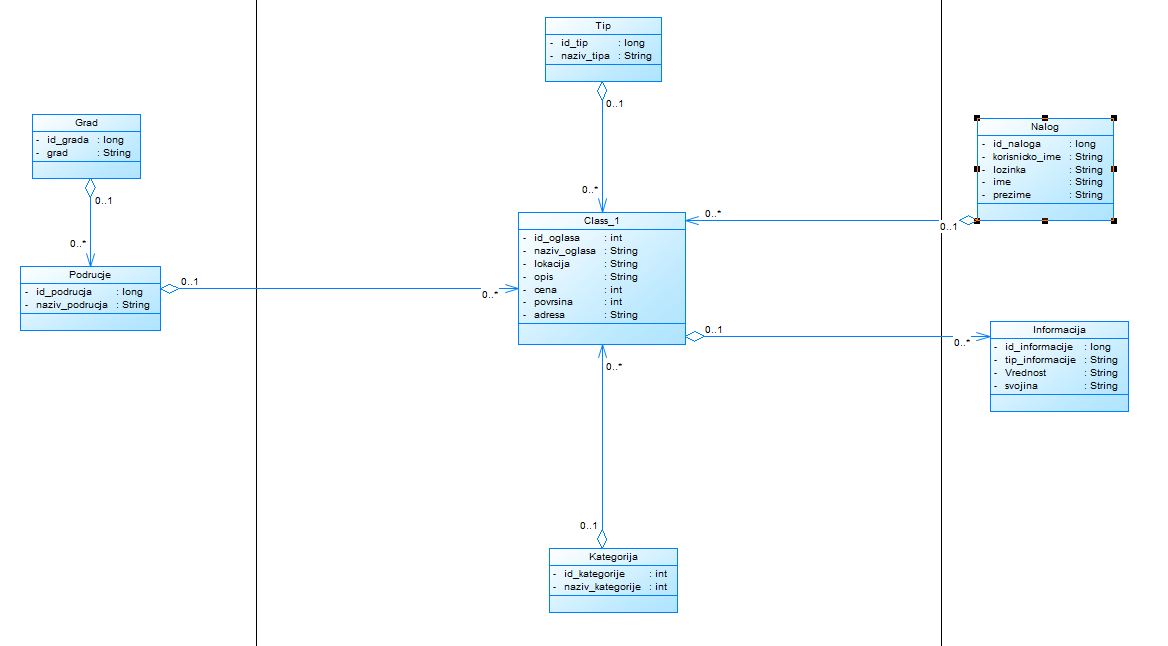 Tip
- id_tip : long
- naziv_tipa : String
0..1
Grad
- id_grada : long
- grad : String
0..1
0..*
Podrucje
- id_podrucja : long
- naziv_podrucja : String
0..1
0..*
0..*
Class_1
- id_oglasa : int
- naziv_oglasa : String
- lokacija : String
- opis : String
- cena : int
- povrsina : int
- adresa : String
0..*
0..1
Nalog
- id_naloga : long
- korisnicko_ime : String
- lozinka : String
- ime : String
- prezime : String
0..1
0..*
Informacija
- id_informacije : long
- tip_informacije : String
- Vrednost : String
- svojina : String
0..*
0..1
Kategorija
- id_kategorije : int
- naziv_kategorije : int